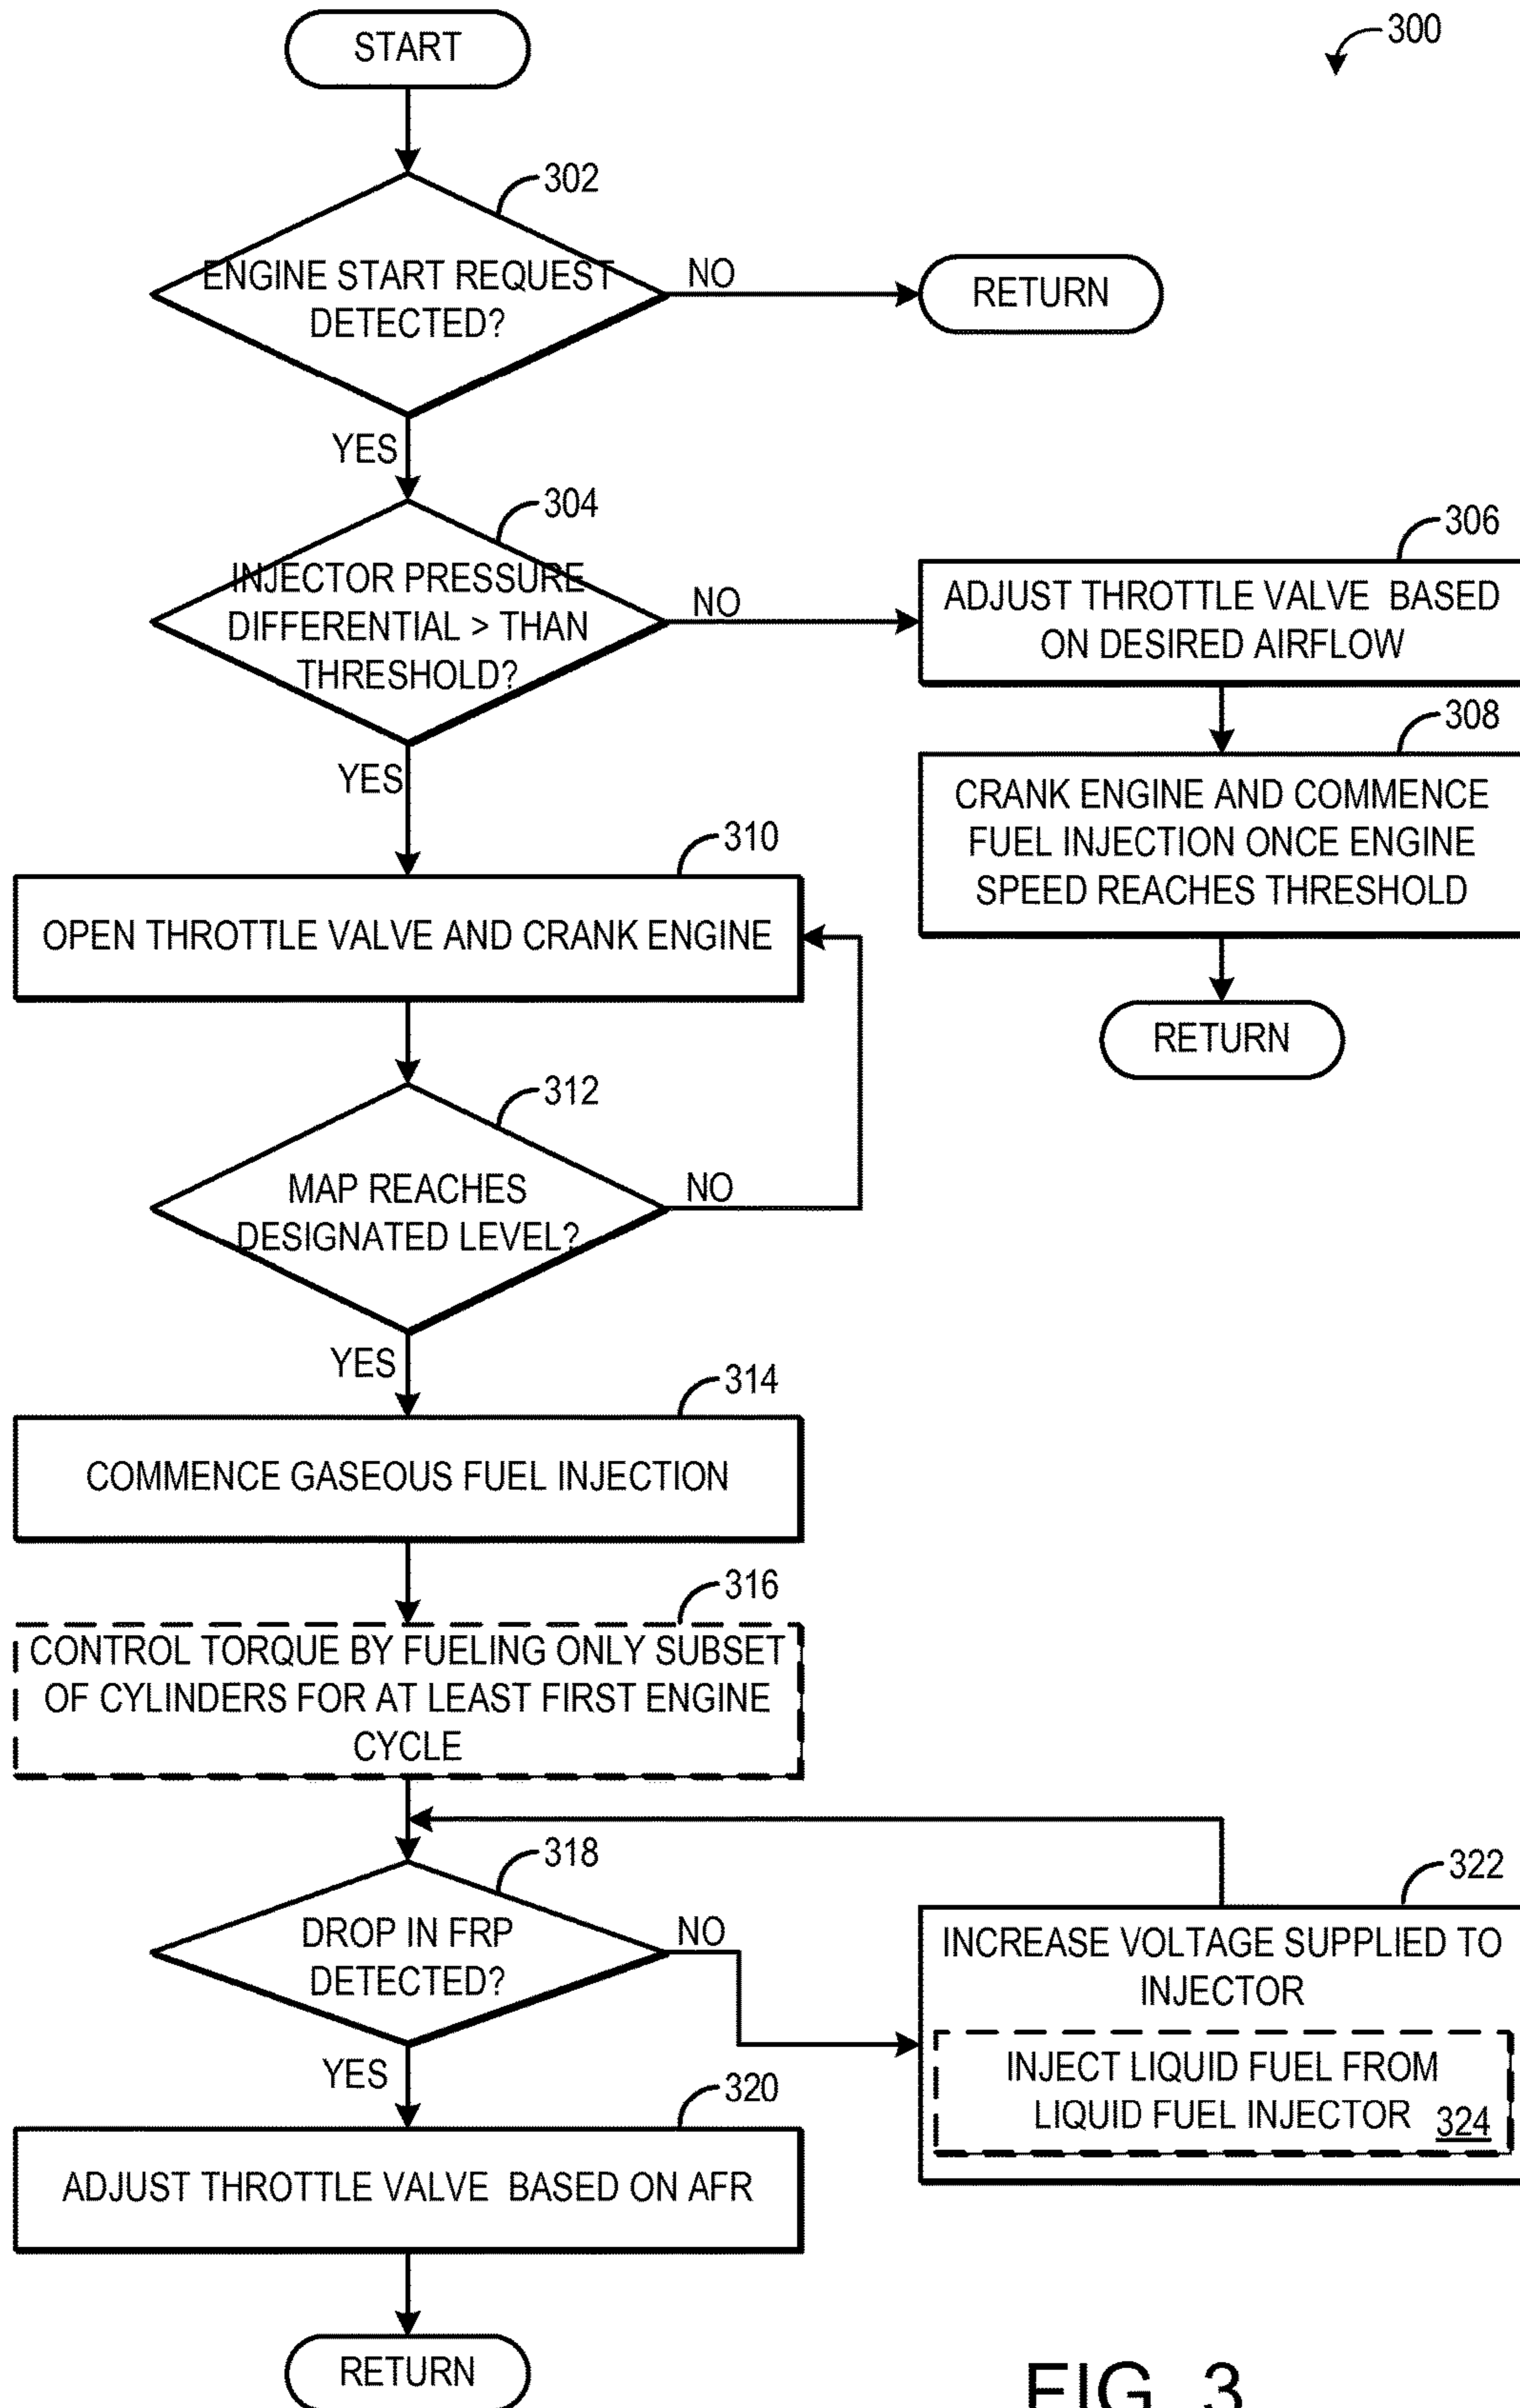 START
300
302
ENGINE START REQUEST
DETECTED?
NO
RETURN
YES
304
INJECTOR PRESSURE
DIFFERENTIAL > THAN
THRESHOLD?
NO
306
ADJUST THROTTLE VALVE BASED
ON DESIRED AIRFLOW
308
CRANK ENGINE AND COMMENCE
FUEL INJECTION ONCE ENGINE
SPEED REACHES THRESHOLD
RETURN
YES
310
OPEN THROTTLE VALVE AND CRANK ENGINE
312
MAP REACHES
DESIGNATED LEVEL?
NO
YES
314
COMMENCE GASEOUS FUEL INJECTION
316
CONTROL TORQUE BY FUELING ONLY SUBSET
OF CYLINDERS FOR AT LEAST FIRST ENGINE
CYCLE
318
DROP IN FRP
DETECTED?
NO
322
INCREASE VOLTAGE SUPPLIED TO
INJECTOR
INJECT LIQUID FUEL FROM
LIQUID FUEL INJECTOR 324
YES
320
ADJUST THROTTLE VALVE BASED ON AFR
RETURN
FIG. 3